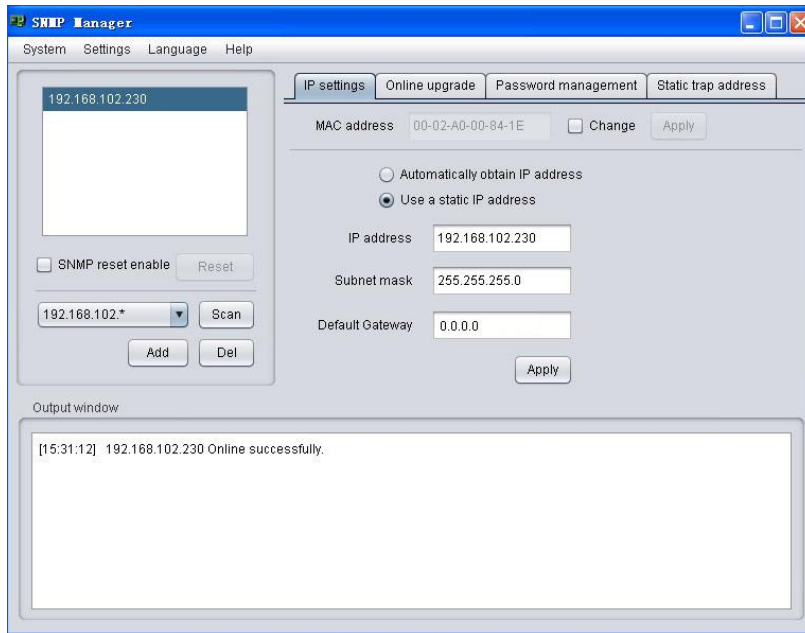 SNMP Manager
System Settings Language Help
192.168.102.230
SNMP reset enable Reset
192.168.102.* Scan
Add Del
IP settings Online upgrade Password management Static trap address
MAC address 00-02-A0-00-84-1E Change Apply
Automatically obtain IP address
Use a static IP address
IP address 192.168.102.230
Subnet mask 255.255.255.0
Default Gateway 0.0.0.0
Apply
Output window
[15:31:12] 192.168.102.230 Online successfully.